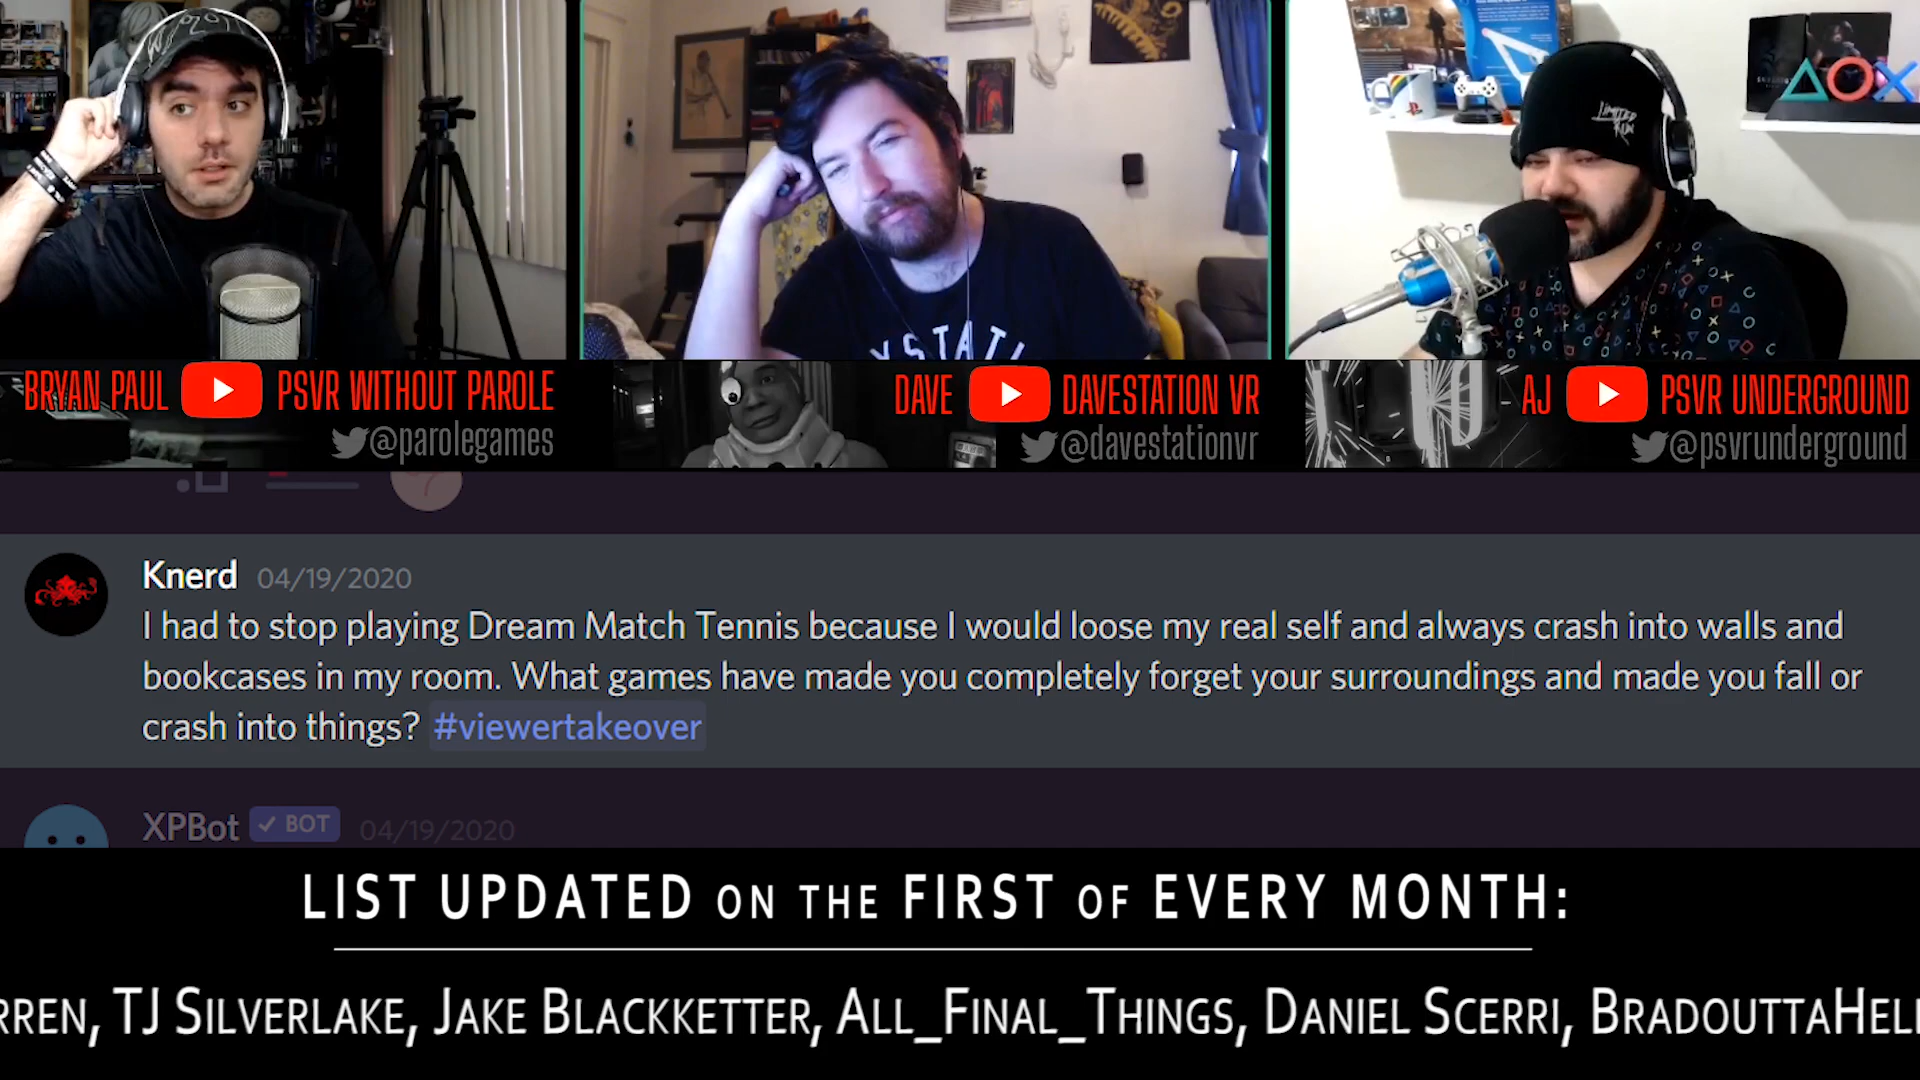 LIMITED
RUN
YSTATI
BRYAN PAUL PSVR WITHOUT PAROLE
@parolegames
DAVE DAVESTATION VR
@davestationvr
AJ PSVR UNDERGROUND
@psvrunderground
Knerd 04/19/2020
I had to stop playing Dream Match Tennis because I would loose my real self and always crash into walls and
bookcases in my room. What games have made you completely forget your surroundings and made you fall or
crash into things? #viewertakeover
XPBot ✓ BOT 04/19/2020
LIST UPDATED ON THE FIRST OF EVERY MONTH:
RREN, TJ SILVERLAKE, JAKE BLACKKETTER, ALL_FINAL_THINGS, DANIEL SCERRI, BRADOUTTAHELL